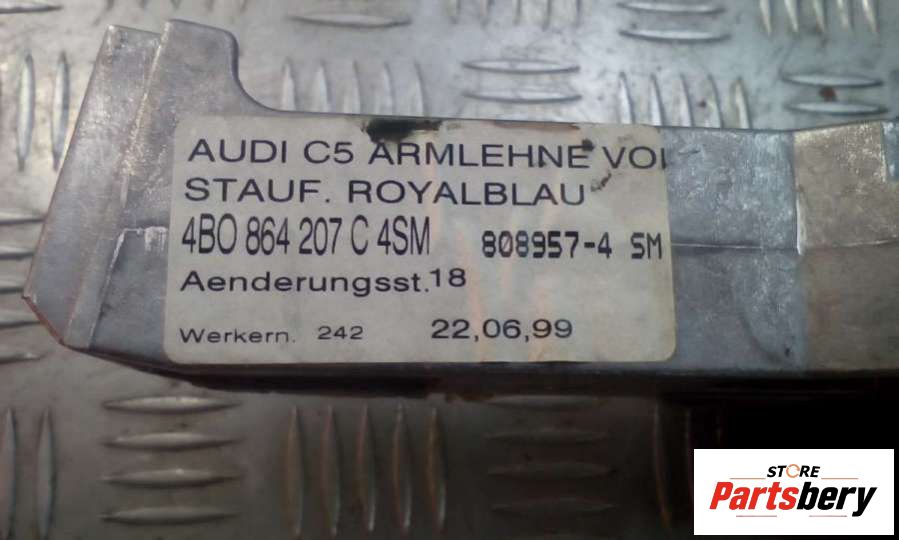 AUDI C5 ARMLEHNE
STAUF. ROYALBLAU
4B0 864 207 C 4SM 808957-4 SM
Aenderungsst.18
Werkern. 242 22,06,99
STORE
Partsbery